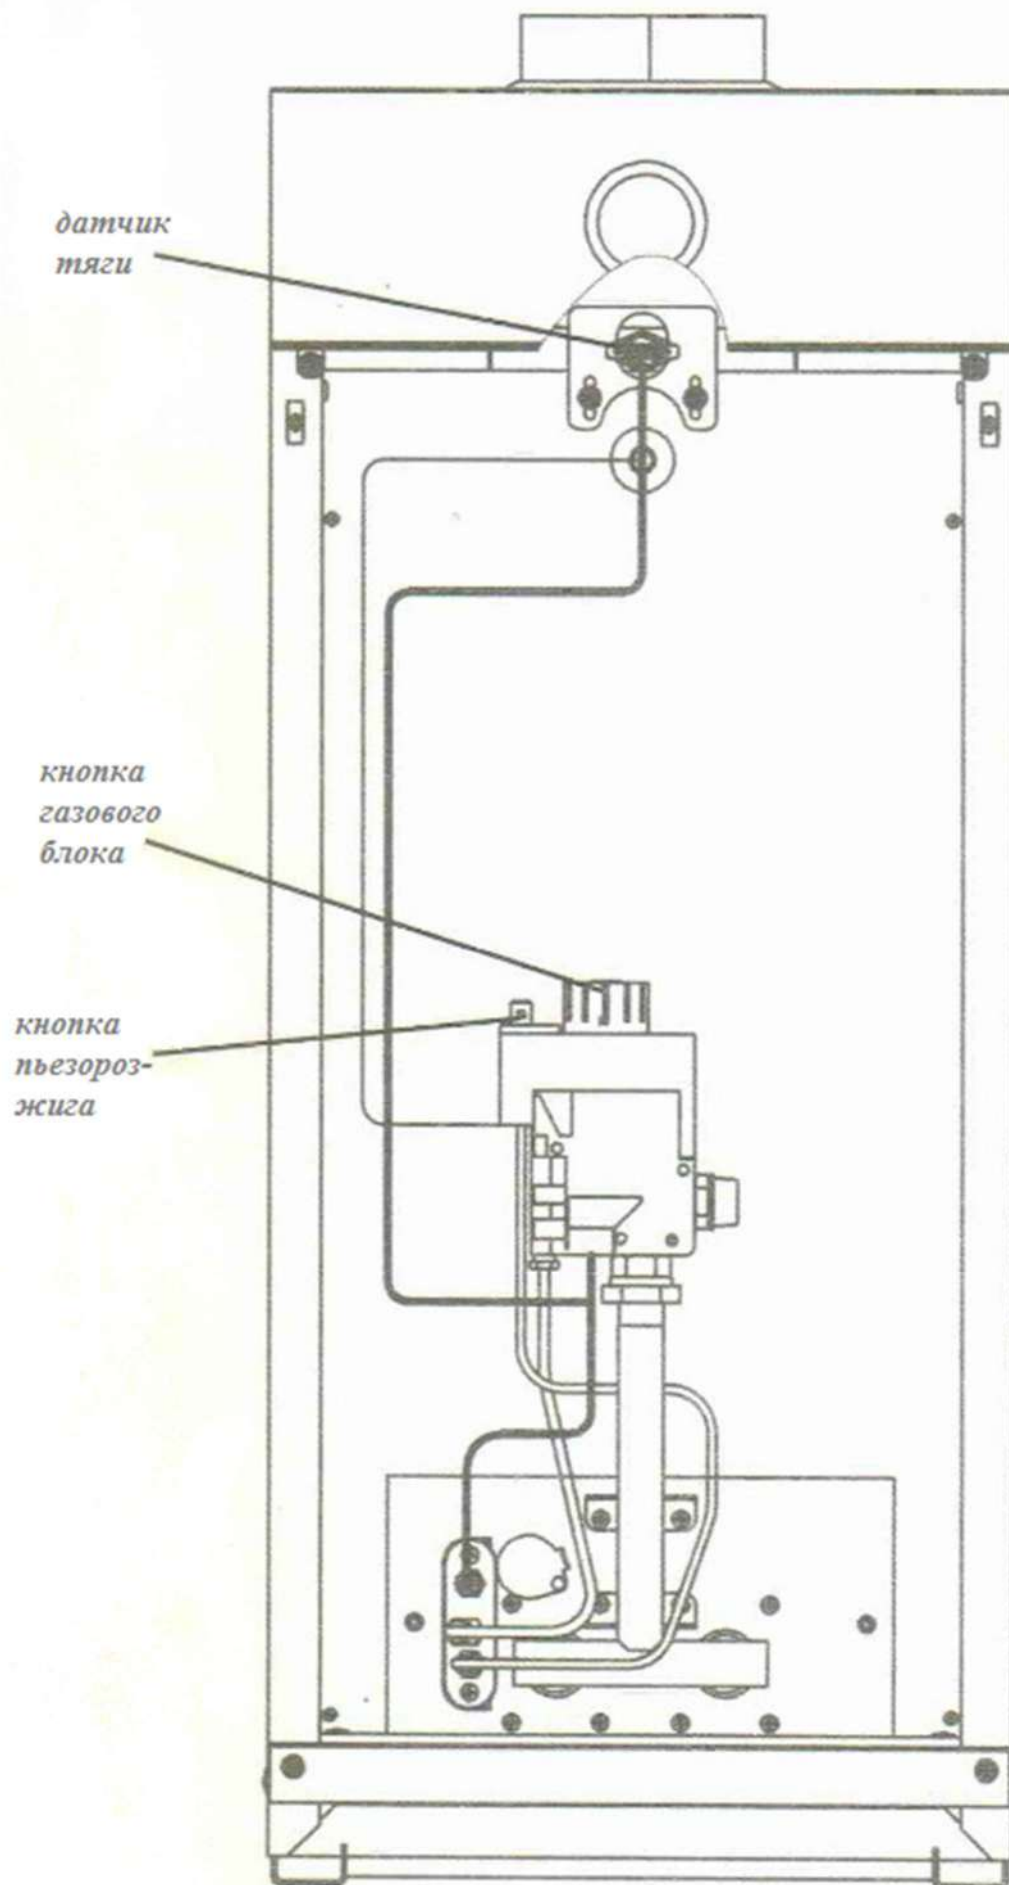 датчик
тяги
кнопка
газового
блока
кнопка
пьезороз-
жига